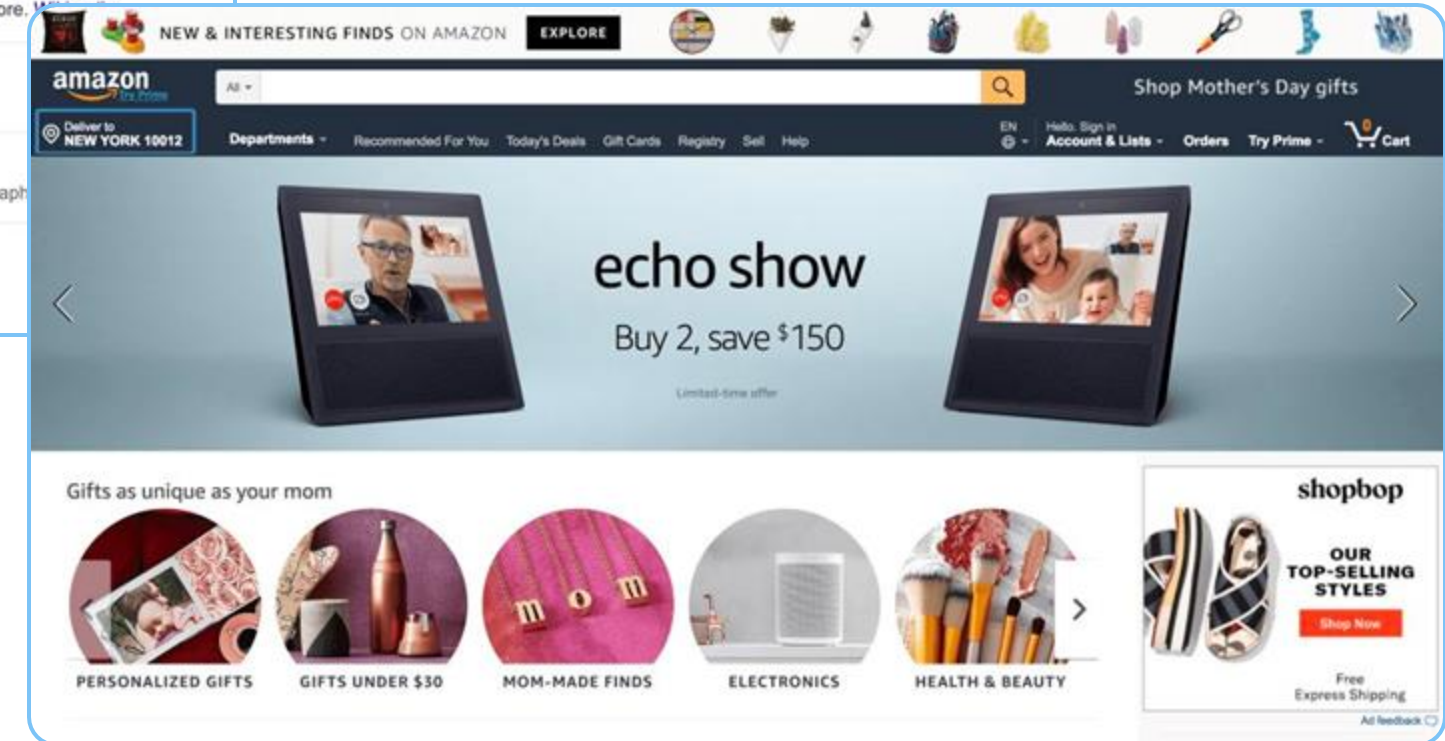 ore.
aph
NEW & INTERESTING FINDS ON AMAZON EXPLORE
amazon
Try Prime
All
Shop Mother's Day gifts
Deliver to
NEW YORK 10012
Departments Recommended For You Today's Deals Gift Cards Registry Sell Help
EN
Hello. Sign in
Account & Lists Orders Try Prime 0 Cart
echo show
Buy 2, save $150
Limited-time offer
Gifts as unique as your mom
m o m
PERSONALIZED GIFTS GIFTS UNDER $30 MOM-MADE FINDS ELECTRONICS HEALTH & BEAUTY
shopbop
OUR
TOP-SELLING
STYLES
Shop Now
Free
Express Shipping
Ad feedback